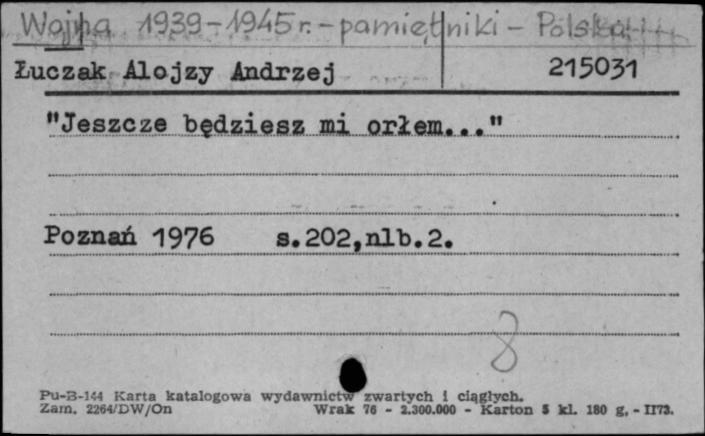 Wojna 1939-1945 r. - pamiętniki - Polska
Łuczak Alojzy Andrzej 215031
"Jeszcze będziesz mi orłem..."
Poznań 1976 s.202,nlb.2.
8
Pu-B-144 Karta katalogowa wydawnictw zwartych i ciągłych.
Zam. 2264/DW/On Wrak 76 - 2.300.000 - Karton 5 kl. 180 g. - II73.